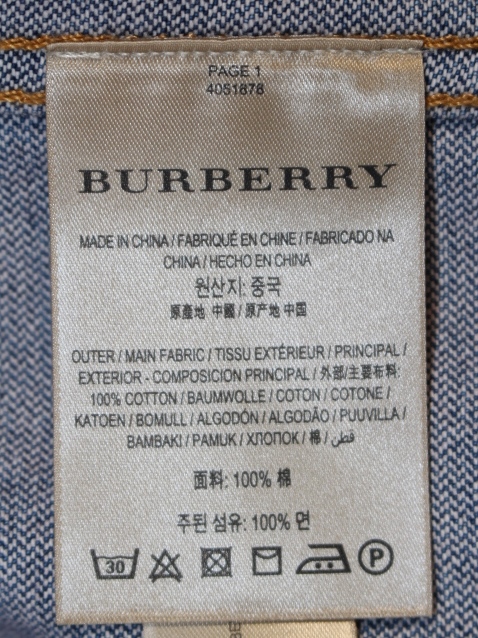 PAGE 1
4051878
BURBERRY
MADE IN CHINA / FABRIQUÉ EN CHINE / FABRICADO NA
CHINA / HECHO EN CHINA
원산지: 중국
原產地 中國 / 原产地 中国
OUTER / MAIN FABRIC / TISSU EXTÉRIEUR / PRINCIPAL /
EXTERIOR - COMPOSICION PRINCIPAL / 外部/主要布料:
100% COTTON / BAUMWOLLE / COTON / COTONE /
KATOEN / BOMULL / ALGODÓN / ALGODÃO / PUUVILLA /
BAMBAKI / PAMUK / ХЛОПОК / 棉 / قطن
面料: 100% 棉
주된 섬유: 100% 면
30 P